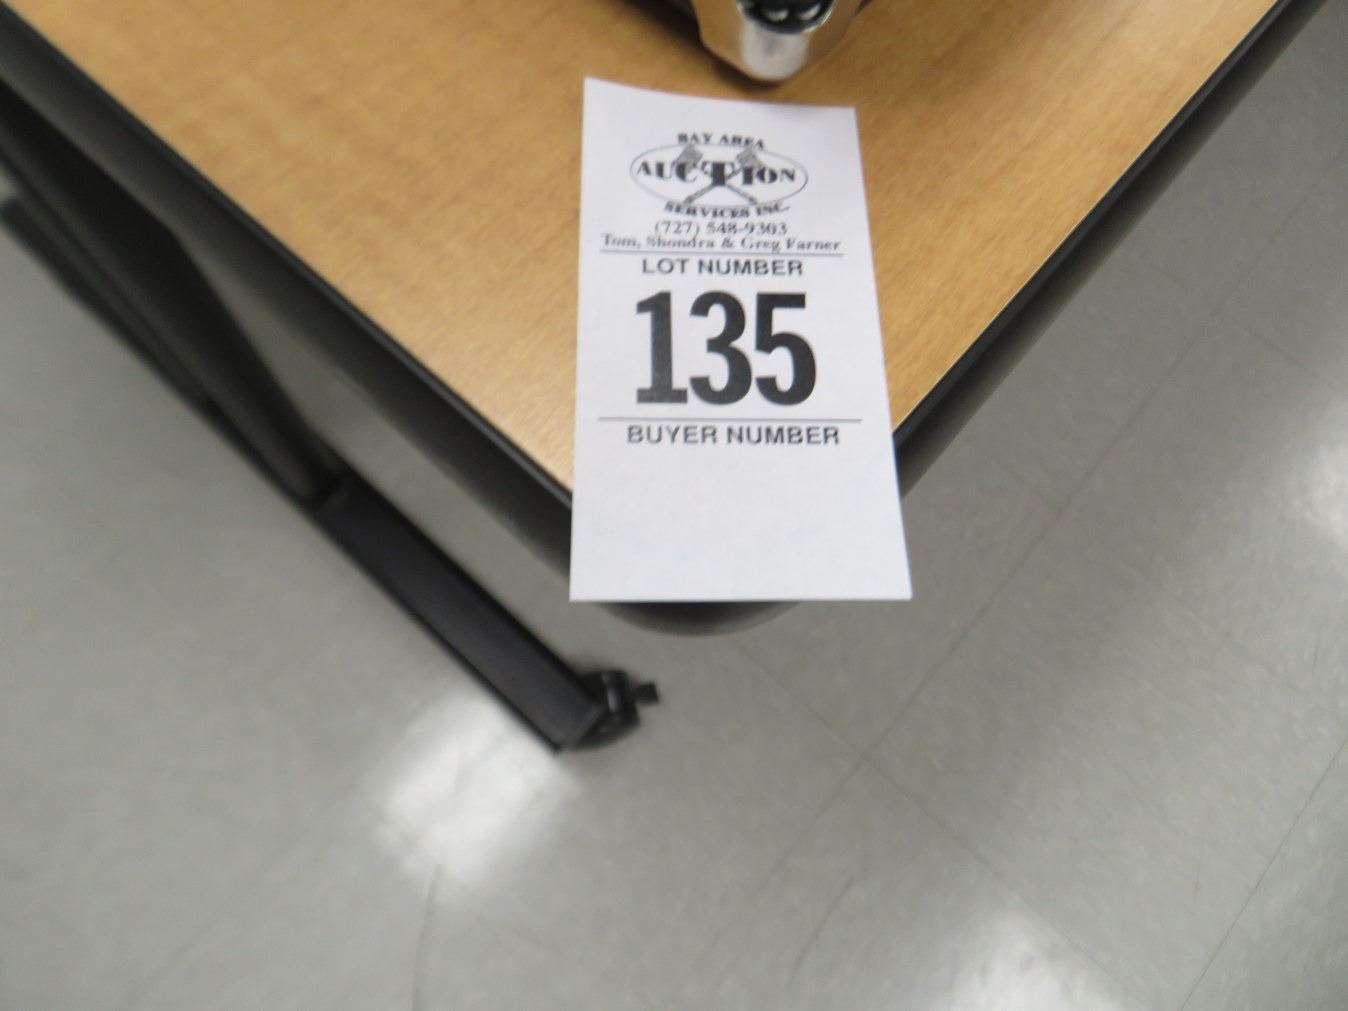 BAY AREA
AUCTION
SERVICES INC.
(727) 548-9303
Tom, Shondra & Greg Farner
LOT NUMBER
135
BUYER NUMBER